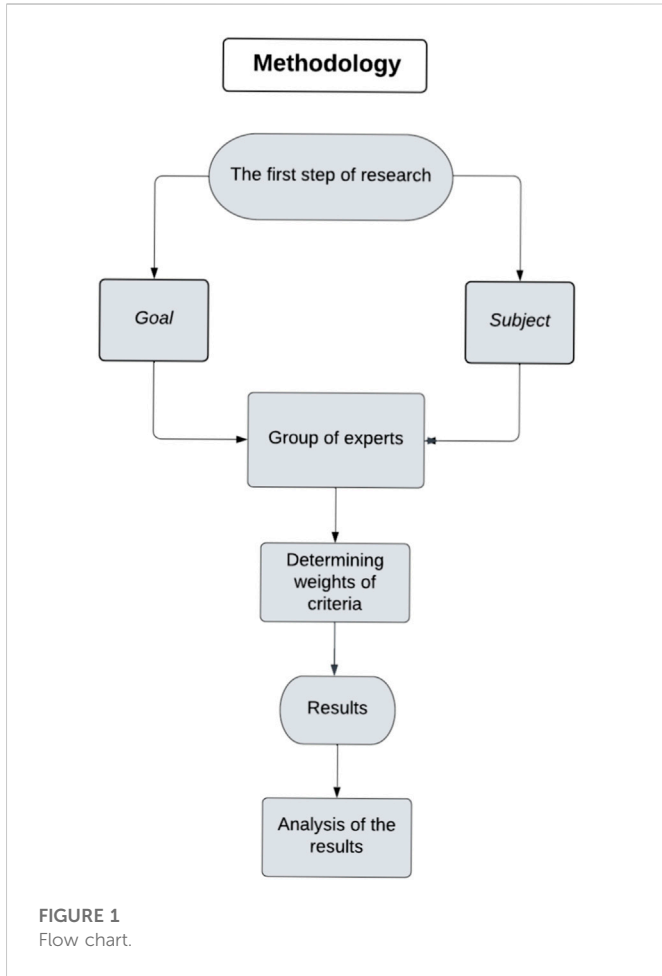 Methodology
The first step of research
Goal
Subject
Group of experts
Determining
weights of
criteria
Results
Analysis of the
results
FIGURE 1
Flow chart.